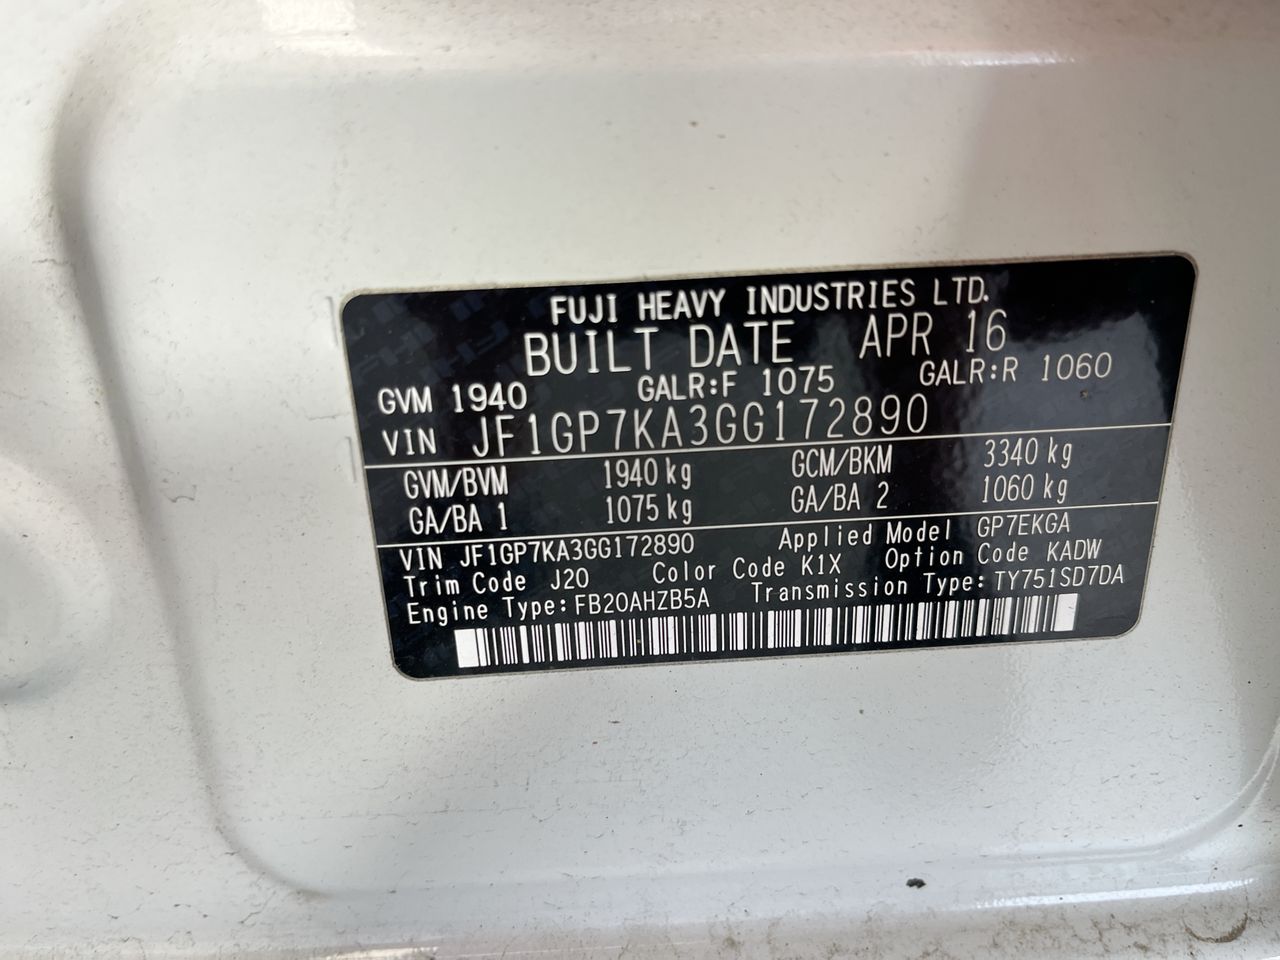 FUJI HEAVY INDUSTRIES LTD.
BUILT DATE APR 16
GVM 1940 GALR:F 1075 GALR:R 1060
VIN JF1GP7KA3GG172890
GVM/BVM 1940 kg GCM/BKM 3340 kg
GA/BA 1 1075 kg GA/BA 2 1060 kg
VIN JF1GP7KA3GG172890 Applied Model GP7EKGA
Trim Code J20 Color Code K1X Option Code KADW
Engine Type:FB20AHZB5A Transmission Type:TY751SD7DA